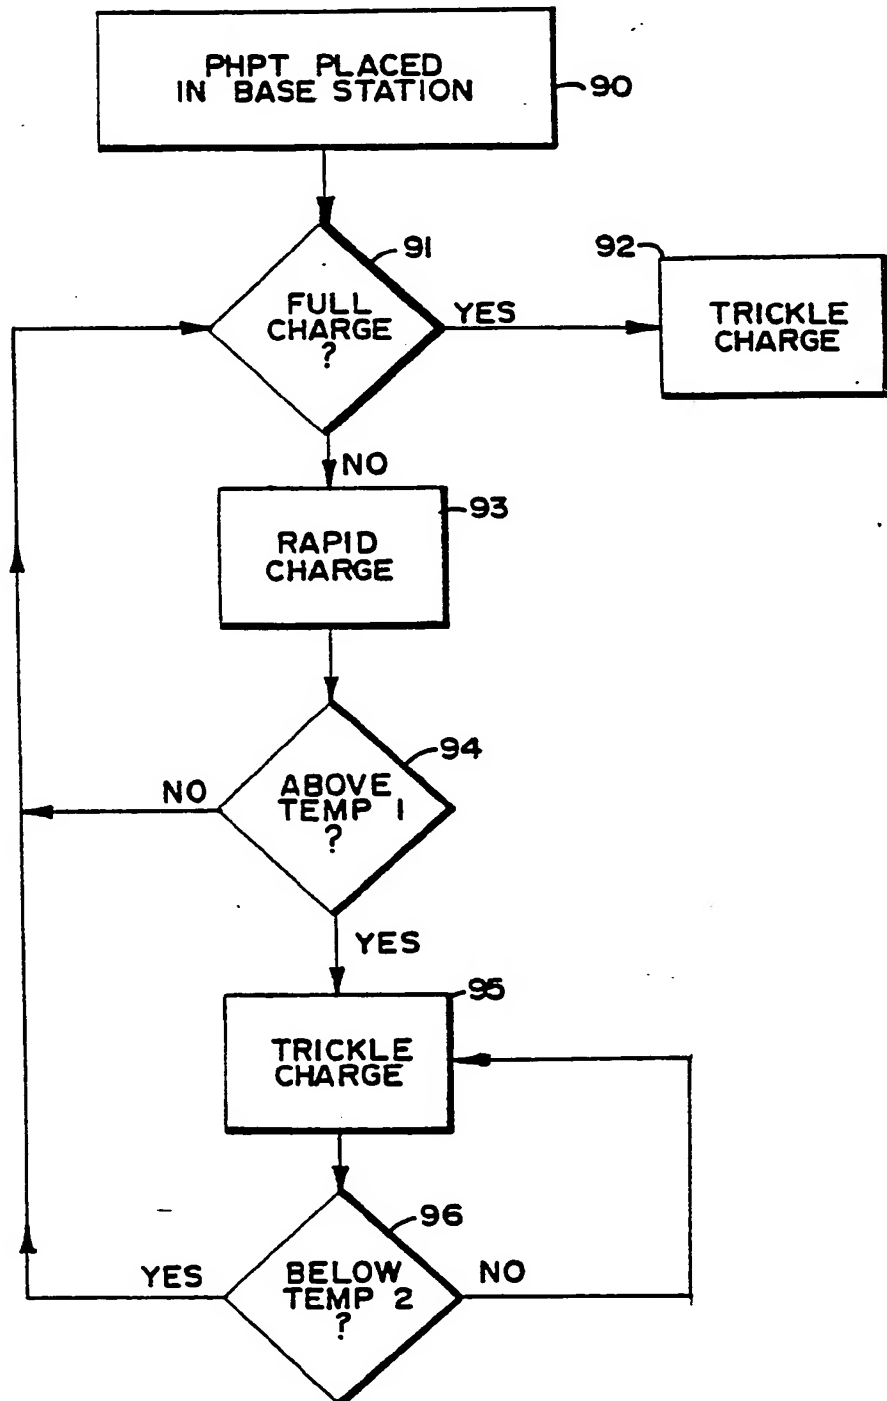 PHPT PLACED
IN BASE STATION
90
91
92
FULL
CHARGE
?
YES
TRICKLE
CHARGE
NO
93
RAPID
CHARGE
94
ABOVE
TEMP 1
?
NO
YES
95
TRICKLE
CHARGE
96
BELOW
TEMP 2
?
YES
NO